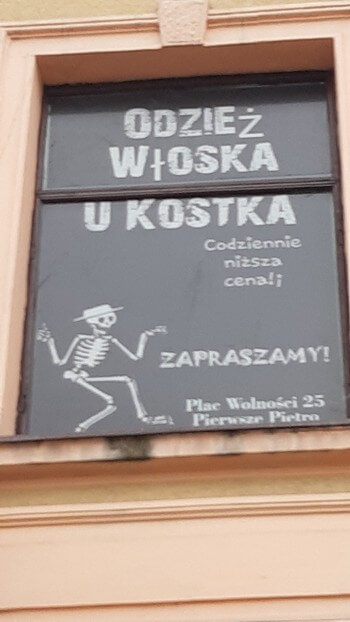 ODZIEŻ
WŁOSKA
U KOSTKA
Codziennie
niższa
cena!¡
ZAPRASZAMY!
Plac Wolności 25
Pierwsze Piętro